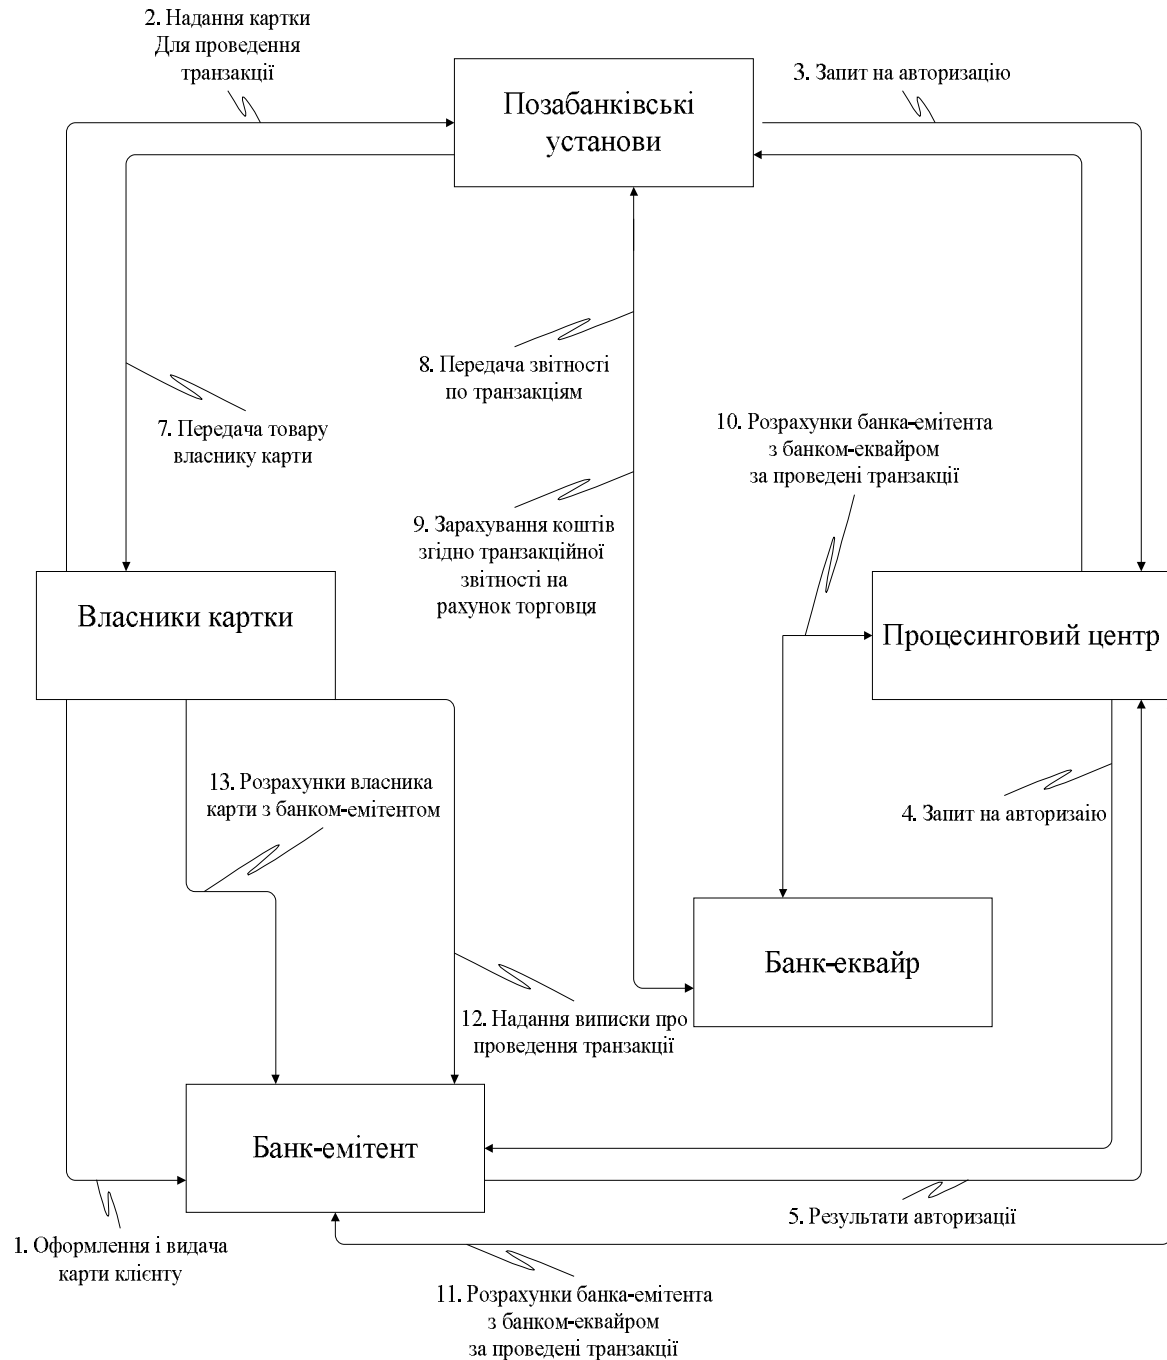 2. Надання картки
Для проведення
транзакції
3. Запит на авторизацію
Позабанківські
установи
8. Передача звітності
по транзакціям
7. Передача товару
власнику карти
10. Розрахунки банка-емітента
з банком-еквайром
за проведені транзакції
9. Зарахування коштів
згідно транзакційної
звітності на
рахунок торговця
Власники картки
Процесинговий центр
13. Розрахунки власника
карти з банком-емітентом
4. Запит на авторизаію
Банк-еквайр
12. Надання виписки про
проведення транзакції
Банк-емітент
5. Результати авторизації
1. Оформлення і видача
карти клієнту
11. Розрахунки банка-емітента
з банком-еквайром
за проведені транзакції